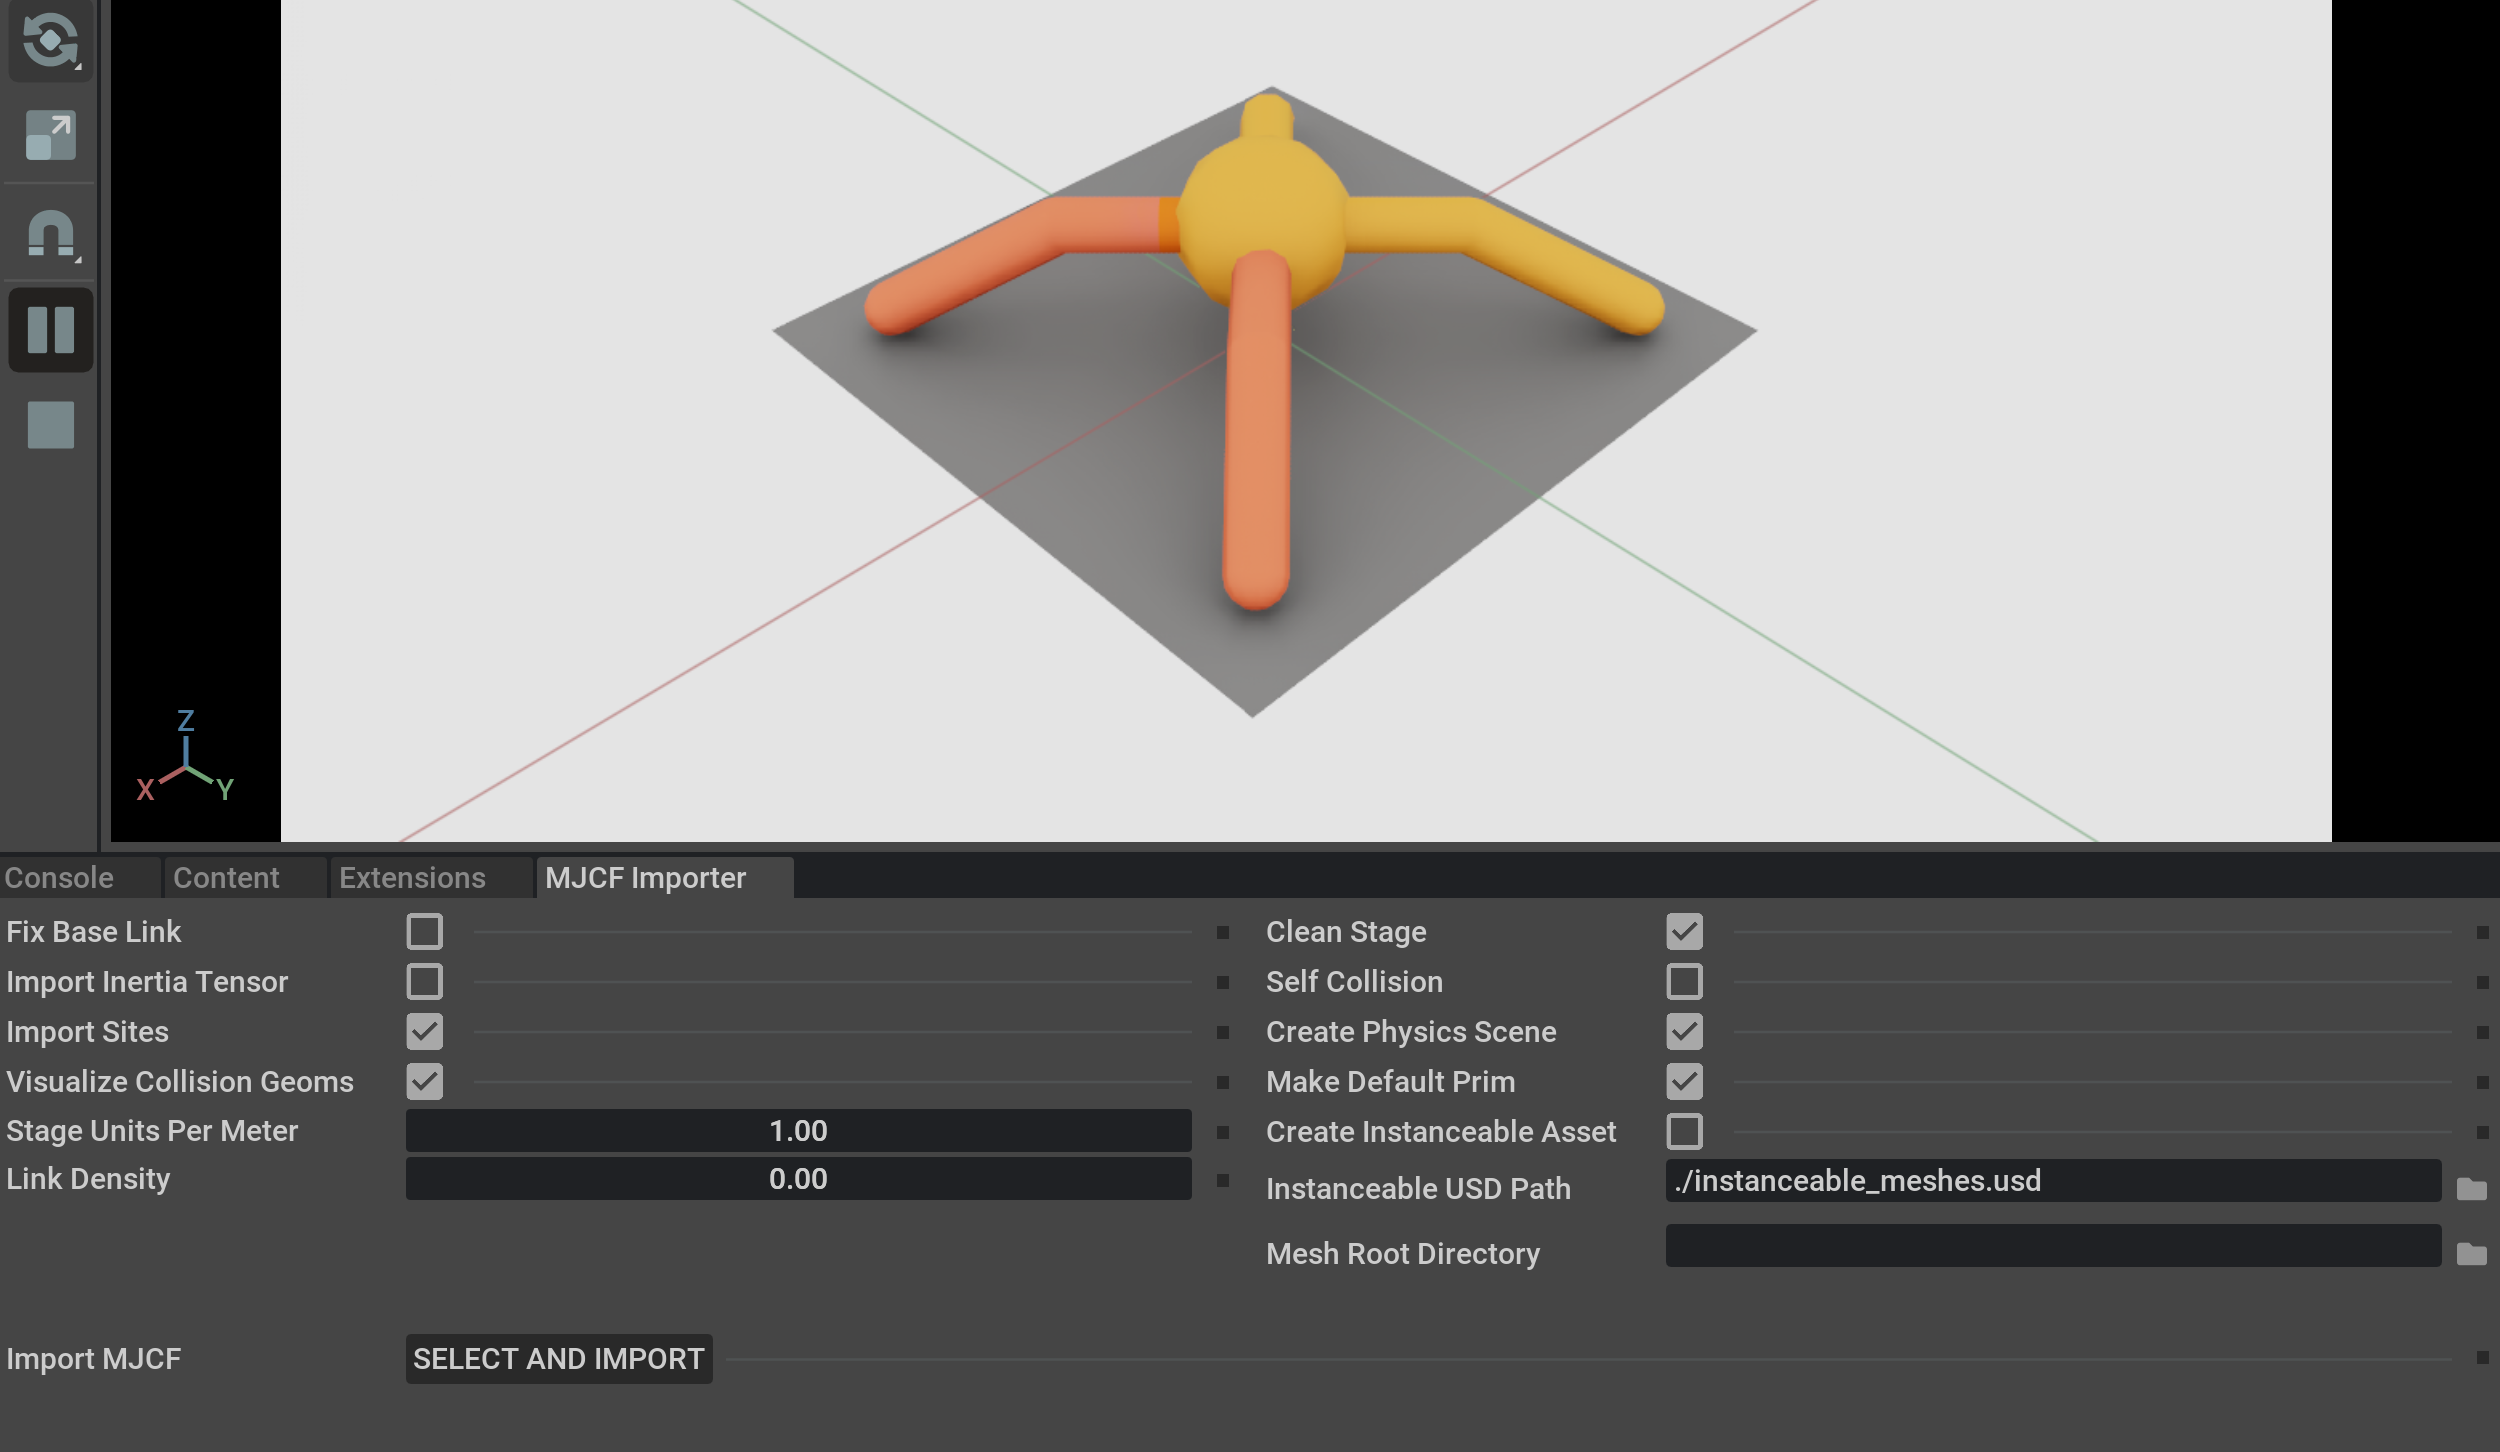 Z
X Y
Console Content Extensions MJCF Importer
Fix Base Link
Import Inertia Tensor
Import Sites
Visualize Collision Geoms
Stage Units Per Meter 1.00
Link Density 0.00
Clean Stage
Self Collision
Create Physics Scene
Make Default Prim
Create Instanceable Asset
Instanceable USD Path ./instanceable_meshes.usd
Mesh Root Directory
Import MJCF SELECT AND IMPORT